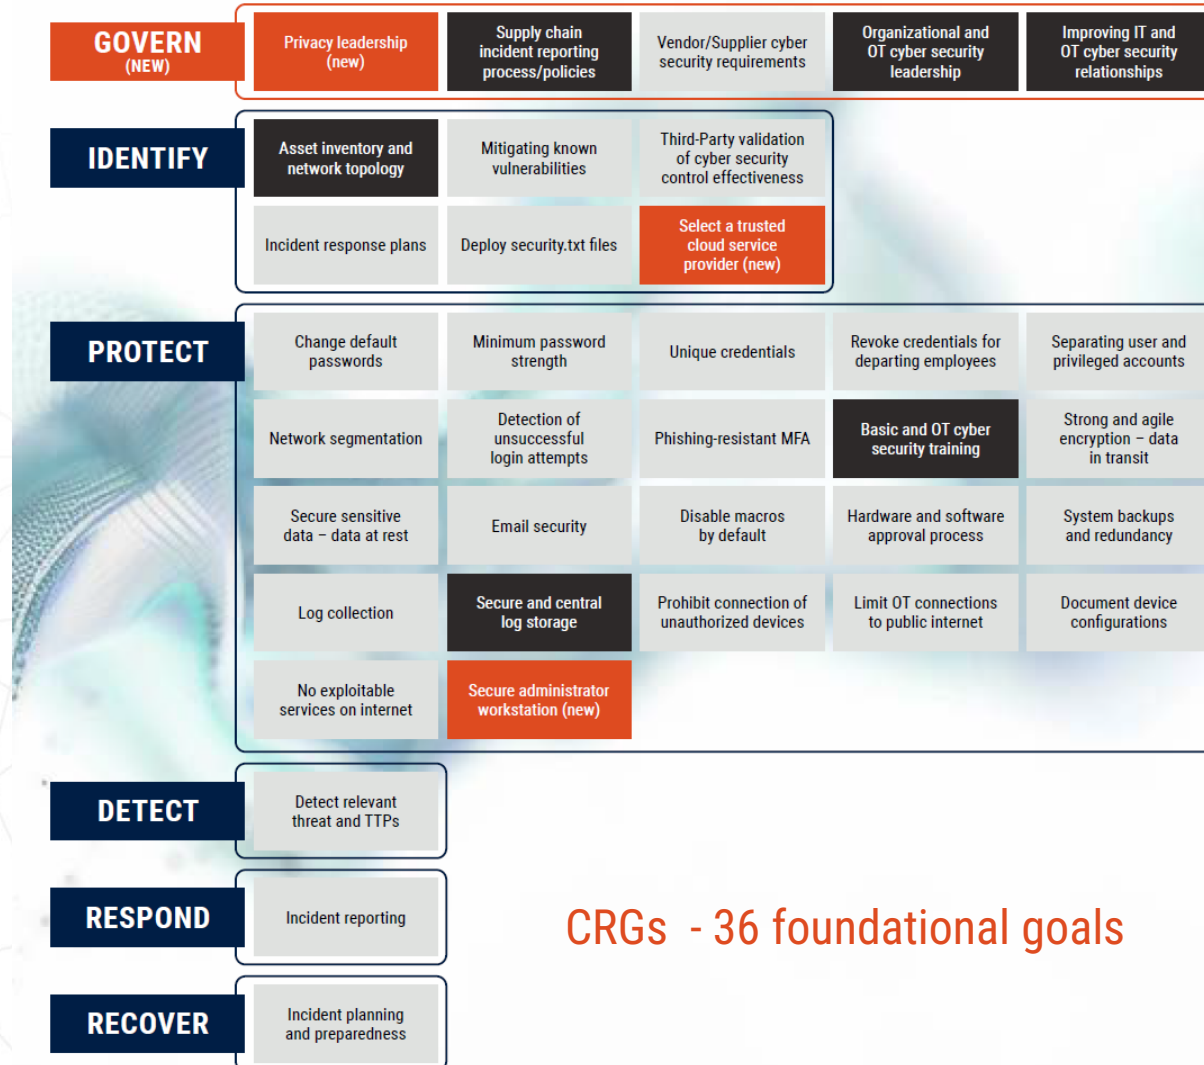 GOVERN
(NEW)
Privacy leadership
(new)
Supply chain
incident reporting
process/policies
Vendor/Supplier cyber
security requirements
Organizational and
OT cyber security
leadership
Improving IT and
OT cyber security
relationships
IDENTIFY
Asset inventory and
network topology
Mitigating known
vulnerabilities
Third-Party validation
of cyber security
control effectiveness
Incident response plans
Deploy security.txt files
Select a trusted
cloud service
provider (new)
PROTECT
Change default
passwords
Minimum password
strength
Unique credentials
Revoke credentials for
departing employees
Separating user and
privileged accounts
Network segmentation
Detection of
unsuccessful
login attempts
Phishing-resistant MFA
Basic and OT cyber
security training
Strong and agile
encryption – data
in transit
Secure sensitive
data – data at rest
Email security
Disable macros
by default
Hardware and software
approval process
System backups
and redundancy
Log collection
Secure and central
log storage
Prohibit connection of
unauthorized devices
Limit OT connections
to public internet
Document device
configurations
No exploitable
services on internet
Secure administrator
workstation (new)
DETECT
Detect relevant
threat and TTPs
RESPOND
Incident reporting
CRGs - 36 foundational goals
RECOVER
Incident planning
and preparedness